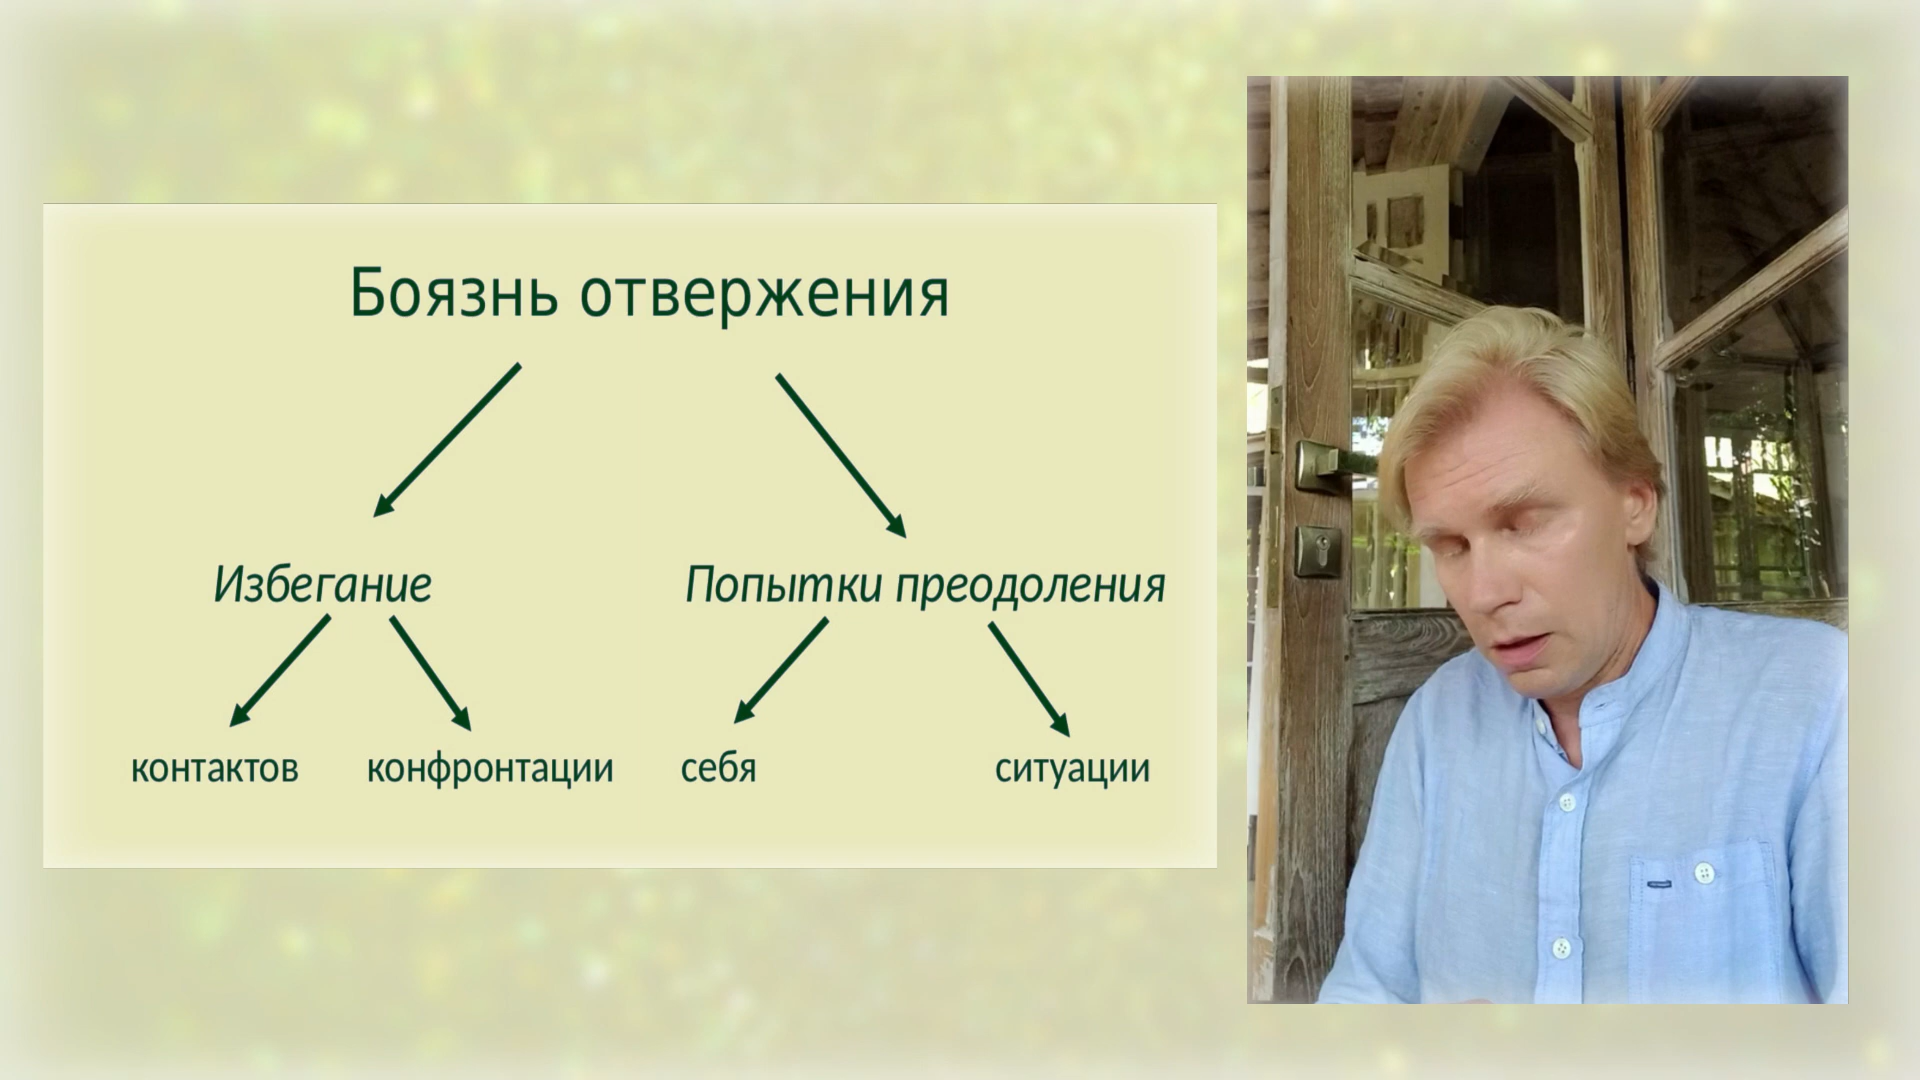 Боязнь отвержения
Избегание
Попытки преодоления
контактов
конфронтации
себя
ситуации